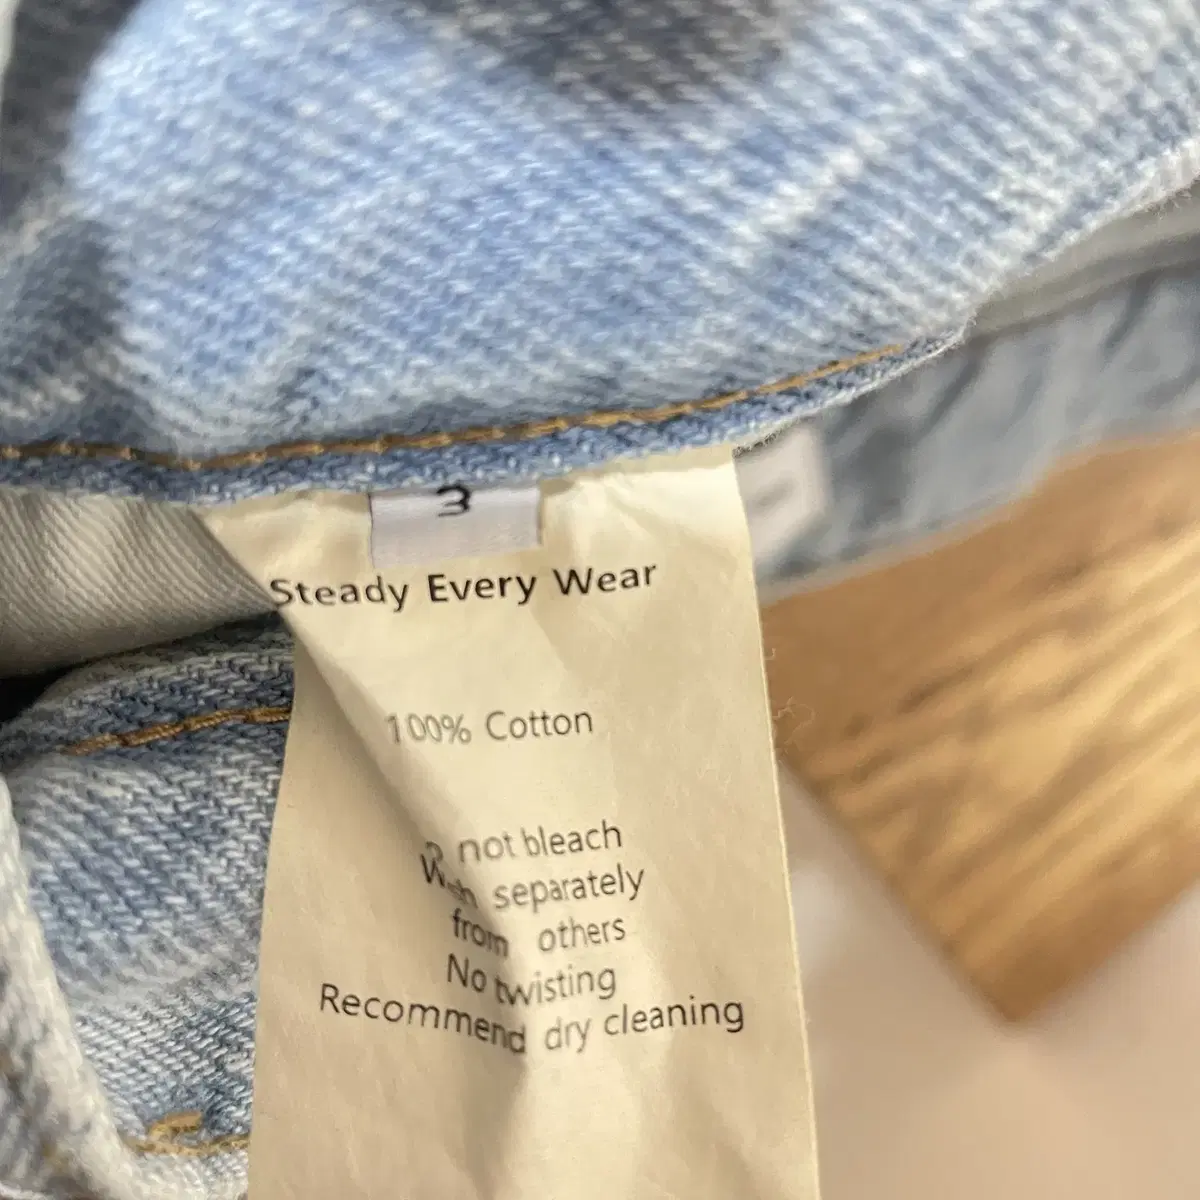 3
Steady Every Wear
100% Cotton
not bleach
separately
from others
No twisting
Recommend dry cleaning